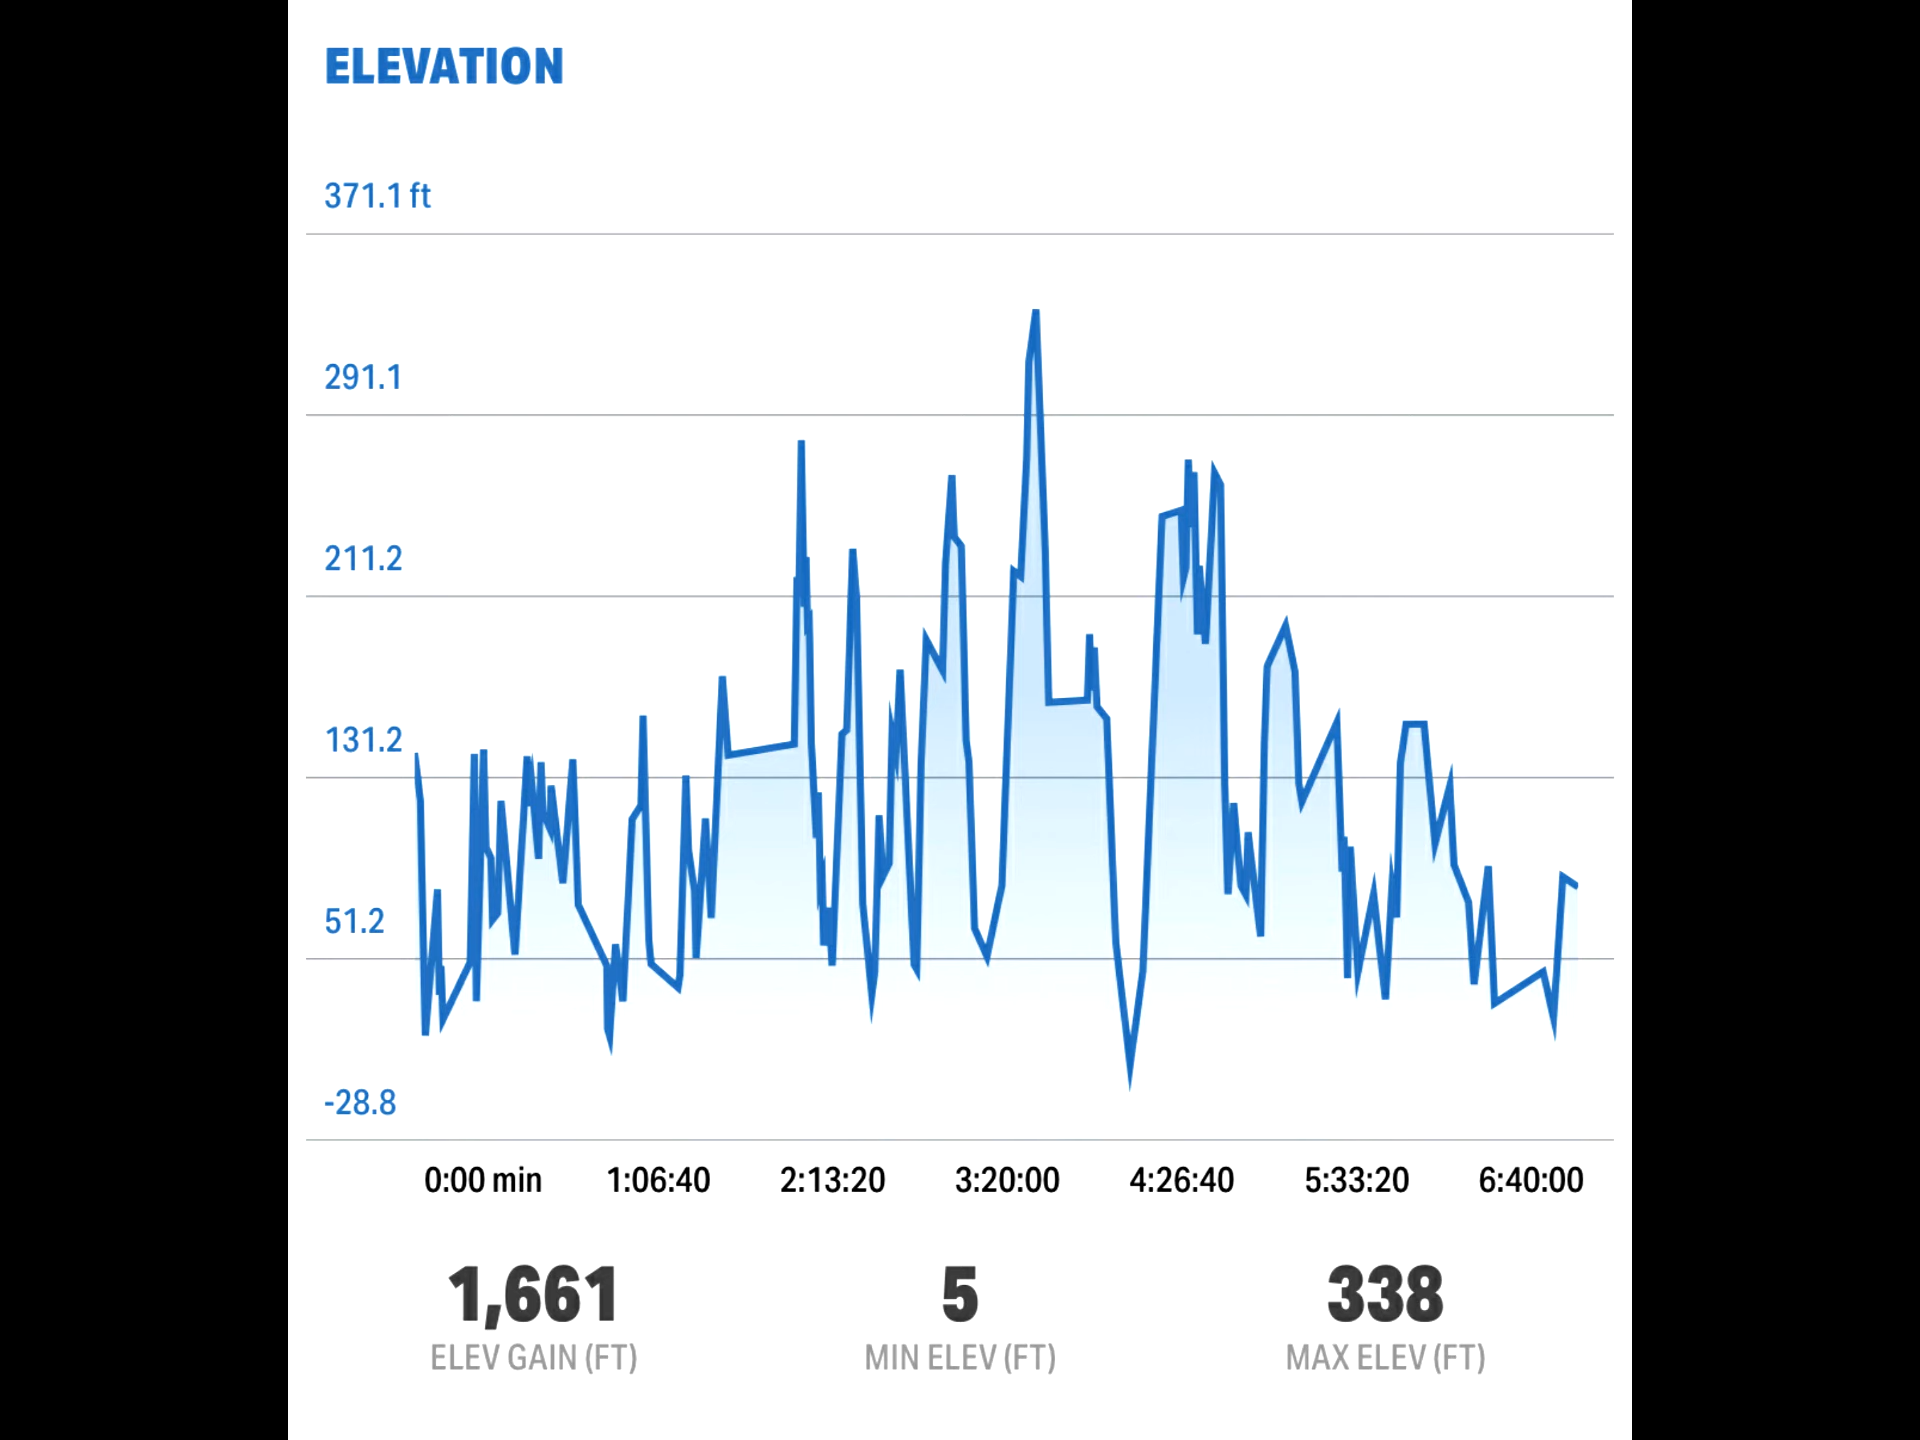 ELEVATION
371.1 ft
291.1
211.2
131.2
51.2
-28.8
0:00 min 1:06:40 2:13:20 3:20:00 4:26:40 5:33:20 6:40:00
1,661 5 338
ELEV GAIN (FT) MIN ELEV (FT) MAX ELEV (FT)